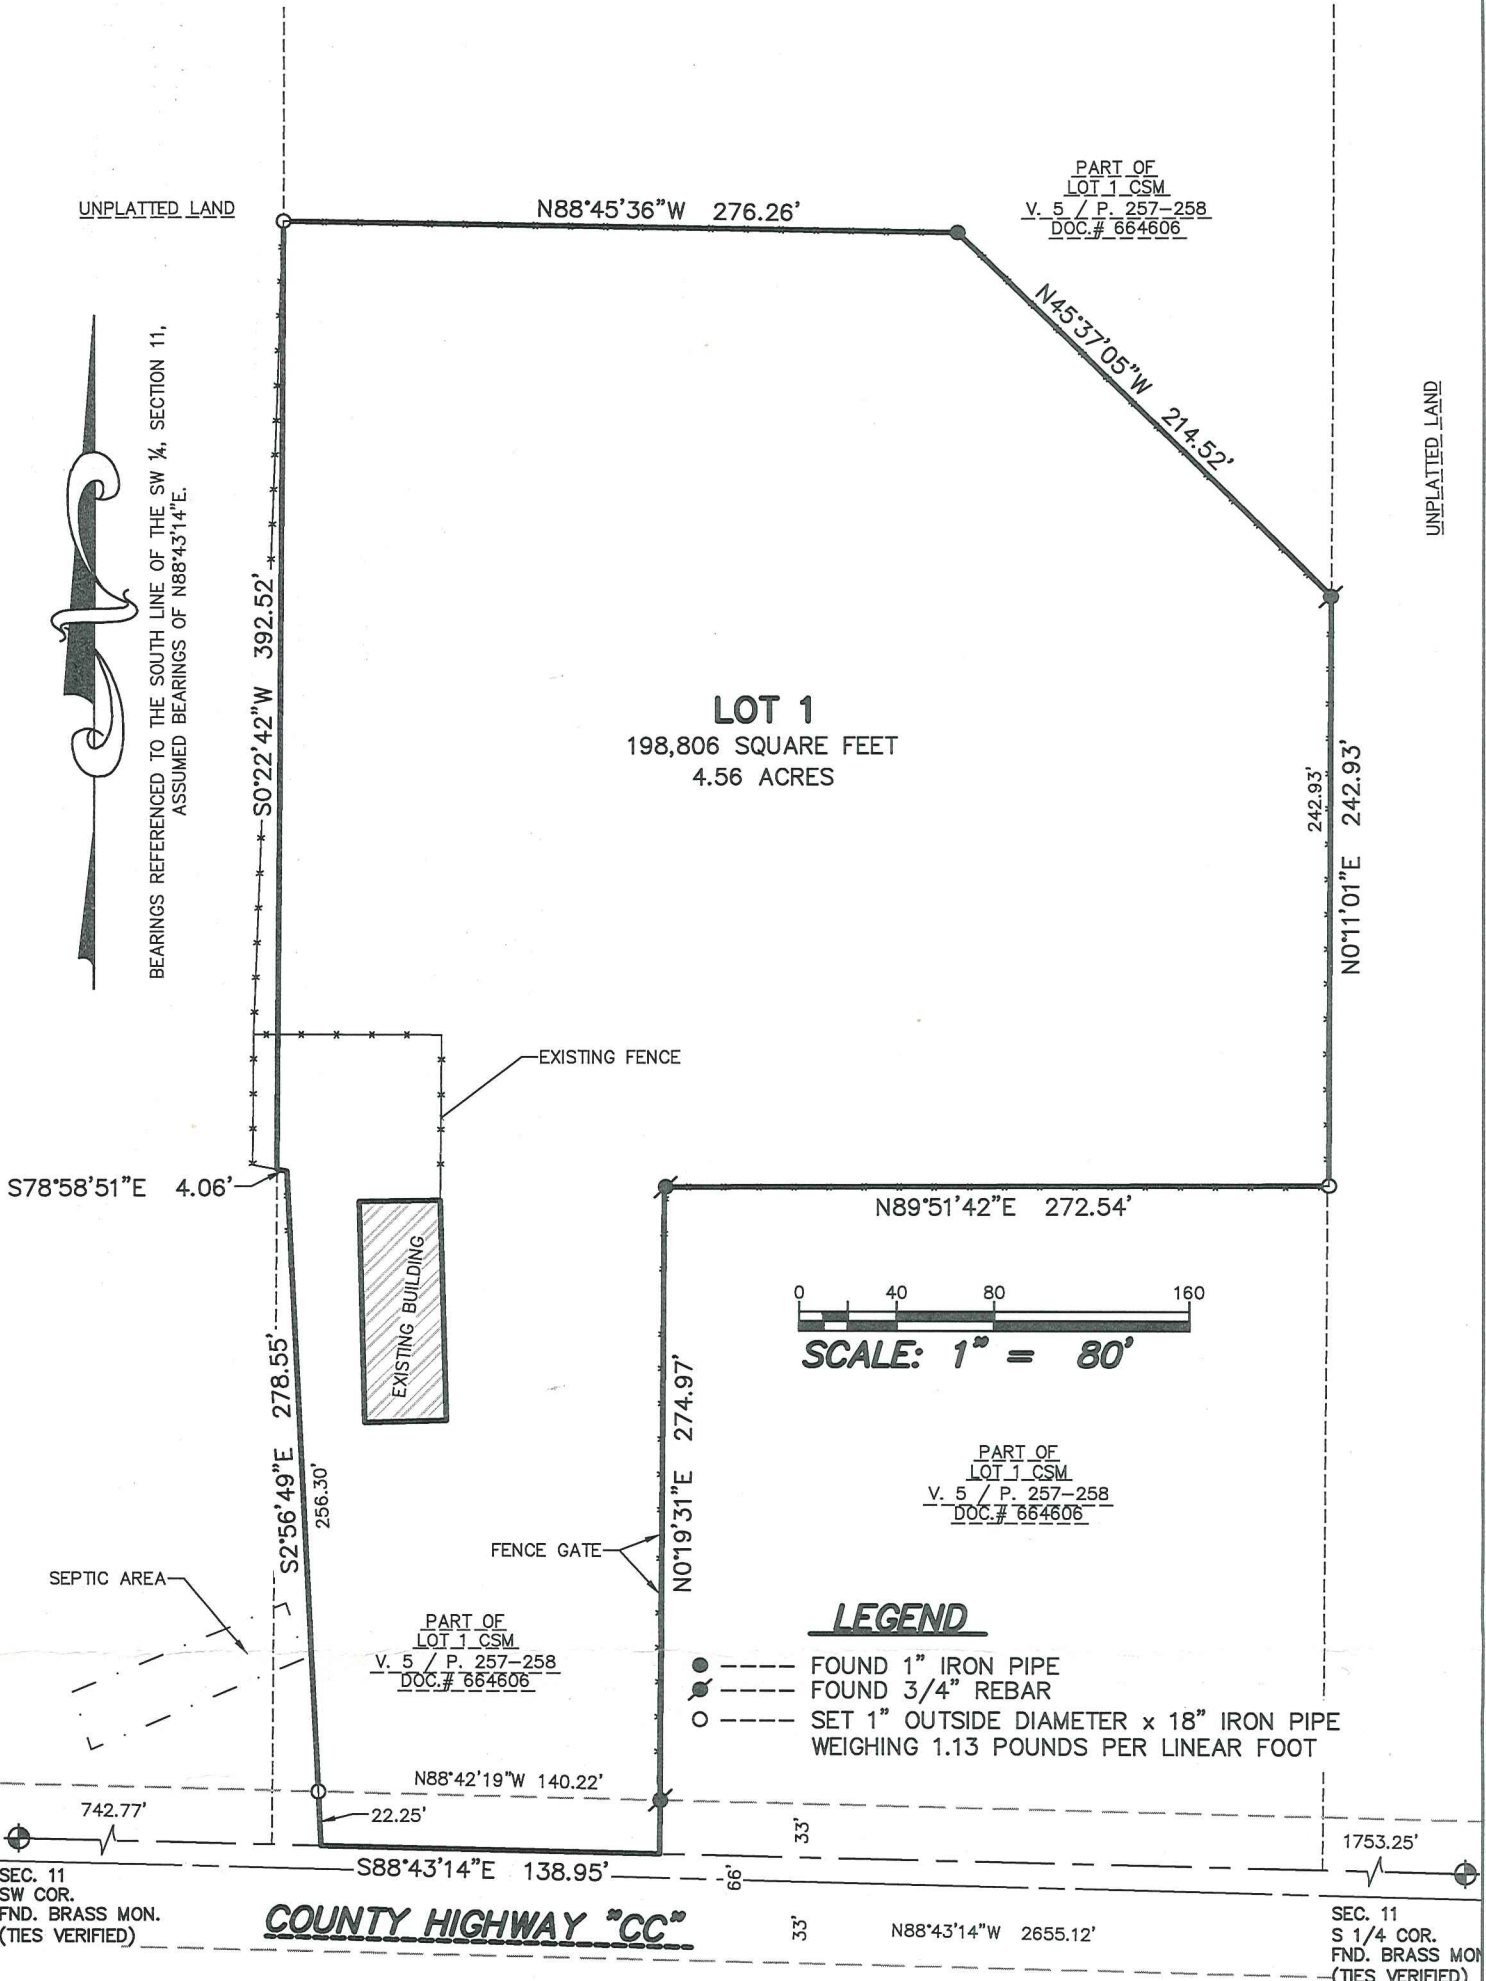 PART OF
LOT 1 CSM
V. 5 / P. 257-258
DOC.# 664606
UNPLATTED LAND
N88°45'36"W 276.26'
N45°37'05"W 214.52'
UNPLATTED LAND
BEARINGS REFERENCED TO THE SOUTH LINE OF THE SW ¼, SECTION 11,
ASSUMED BEARINGS OF N88°43'14"E.
S0°22'42"W 392.52'
LOT 1
198,806 SQUARE FEET
4.56 ACRES
242.93'
N0°11'01"E 242.93'
EXISTING FENCE
S78°58'51"E 4.06'
N89°51'42"E 272.54'
EXISTING BUILDING
0 40 80 160
SCALE: 1" = 80'
S2°56'49"E 278.55'
256.30'
N0°19'31"E 274.97'
PART OF
LOT 1 CSM
V. 5 / P. 257-258
DOC.# 664606
FENCE GATE
SEPTIC AREA
PART OF
LOT 1 CSM
V. 5 / P. 257-258
DOC.# 664606
LEGEND
FOUND 1" IRON PIPE
FOUND 3/4" REBAR
SET 1" OUTSIDE DIAMETER x 18" IRON PIPE
WEIGHING 1.13 POUNDS PER LINEAR FOOT
N88°42'19"W 140.22'
742.77'
22.25'
33'
1753.25'
S88°43'14"E 138.95'
66'
SEC. 11
SW COR.
FND. BRASS MON.
(TIES VERIFIED)
COUNTY HIGHWAY "CC"
33'
N88°43'14"W 2655.12'
SEC. 11
S 1/4 COR.
FND. BRASS MON
(TIES VERIFIED)